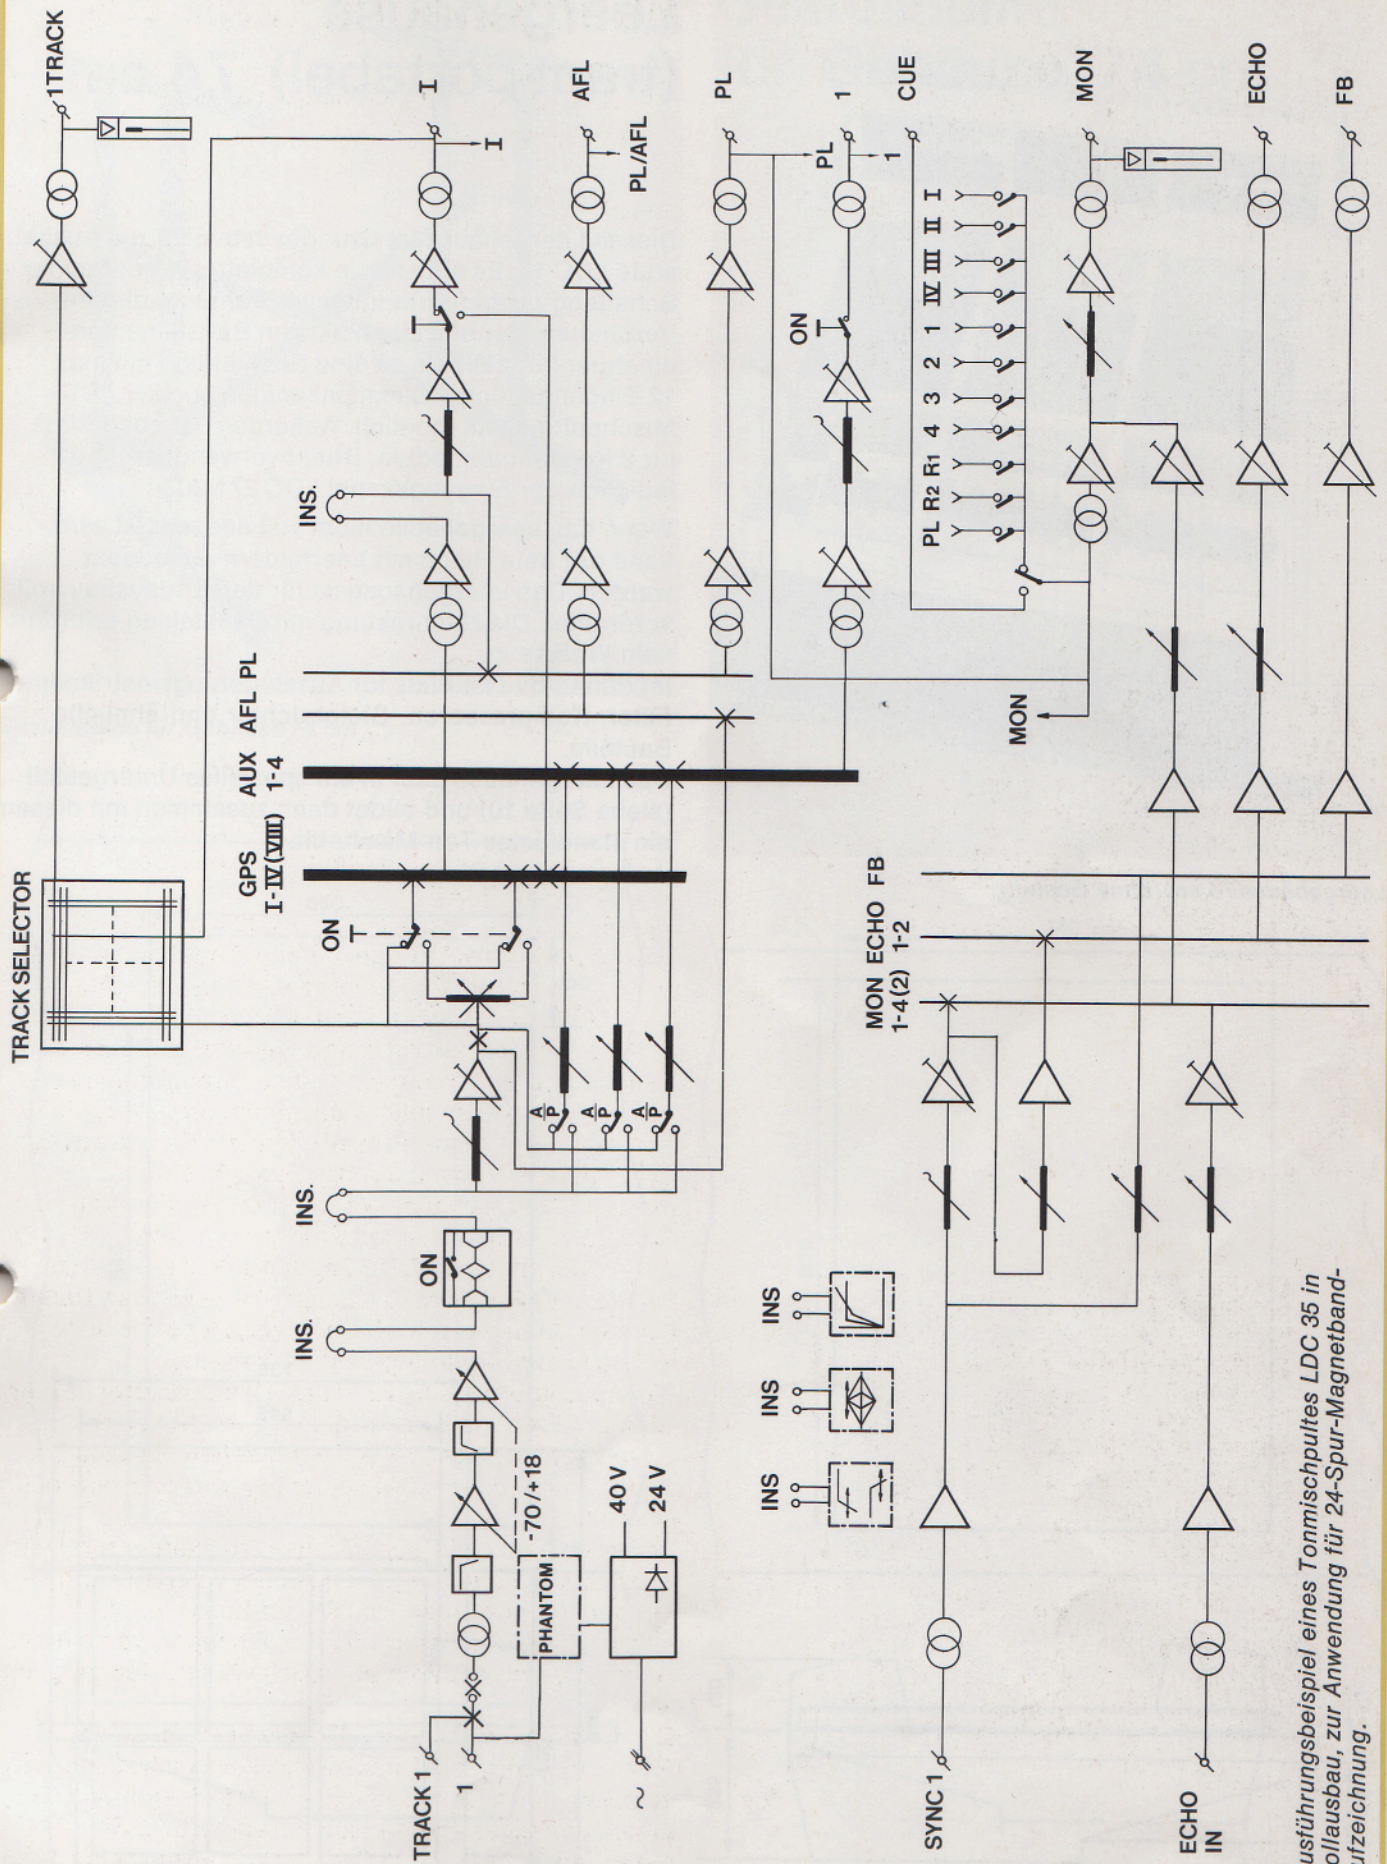 TRACK SELECTOR
1 TRACK
GPS AUX AFL PL
I-IV(VIII) 1-4
INS.
INS.
INS.
ON
TRACK 1
ON
I
1
I
-70/+18
A
P
A
P
A
P
PHANTOM
AFL
40 V
PL/AFL
24 V
~
PL
INS
INS
INS
ON
PL
1
1
MON ECHO FB
1-4(2) 1-2
CUE
PL R2 R1 4 3 2 1 IV III II I
SYNC 1
MON
MON
ECHO
IN
ECHO
FB
usführungsbeispiel eines Tonmischpultes LDC 35 in
ollausbau, zur Anwendung für 24-Spur-Magnetband-
ufzeichnung.